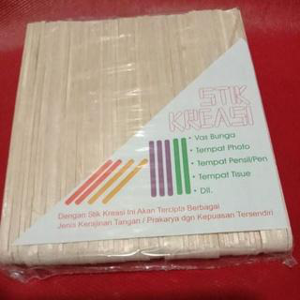 STIK
KREASI
• Vas Bunga
• Tempat Photo
• Tempat Pensil/Pen
• Tempat Tisue
• Dll.
Dengan Stik Kreasi ini Akan Tercipta Berbagai
Jenis Kerajinan Tangan / Prakarya dgn Kepuasan Tersendiri